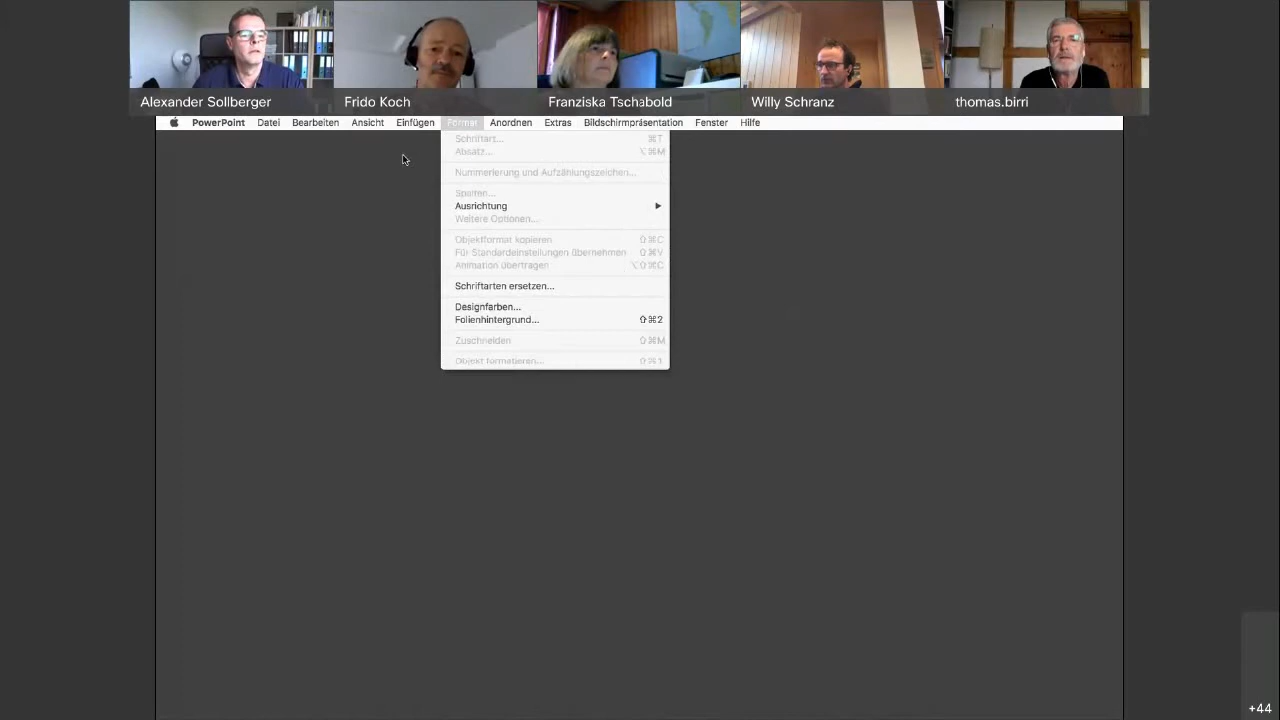 Alexander Sollberger
Frido Koch
Franziska Tschabold
Willy Schranz
thomas.birri
PowerPoint Datei Bearbeiten Ansicht Einfügen Format Anordnen Extras Bildschirmpräsentation Fenster Hilfe
Schriftart... ⌘T
Absatz... ⌥⌘M
Nummerierung und Aufzählungszeichen...
Spalten...
Ausrichtung ▶
Weitere Optionen...
Objektformat kopieren ⇧⌘C
Für Standardeinstellungen übernehmen ⇧⌘V
Animation übertragen ⌥⇧⌘C
Schriftarten ersetzen...
Designfarben...
Folienhintergrund... ⇧⌘2
Zuschneiden ⇧⌘M
Objekt formatieren... ⇧⌘1
+44